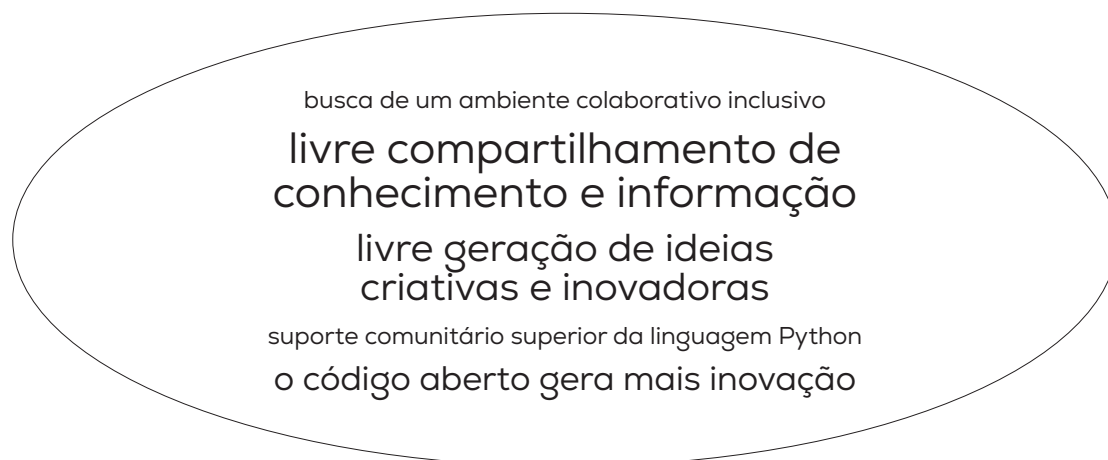 busca de um ambiente colaborativo inclusivo
livre compartilhamento de
conhecimento e informação
livre geração de ideias
criativas e inovadoras
suporte comunitário superior da linguagem Python
o código aberto gera mais inovação